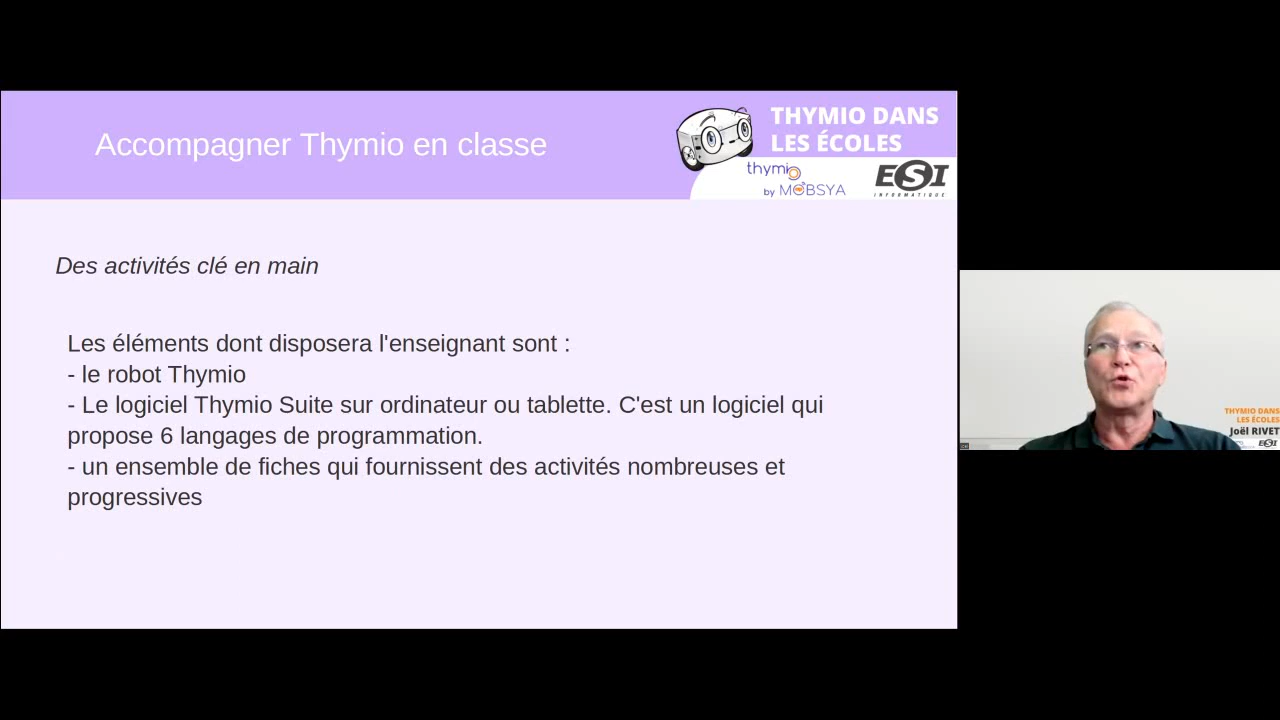 Accompagner Thymio en classe
THYMIO DANS
LES ÉCOLES
thymio
by MOBSYA
ESI
INFORMATIQUE
Des activités clé en main
Les éléments dont disposera l'enseignant sont :
- le robot Thymio
- Le logiciel Thymio Suite sur ordinateur ou tablette. C'est un logiciel qui
propose 6 langages de programmation.
- un ensemble de fiches qui fournissent des activités nombreuses et
progressives
THYMIO DANS
LES ÉCOLES
Joël RIVET
ESI